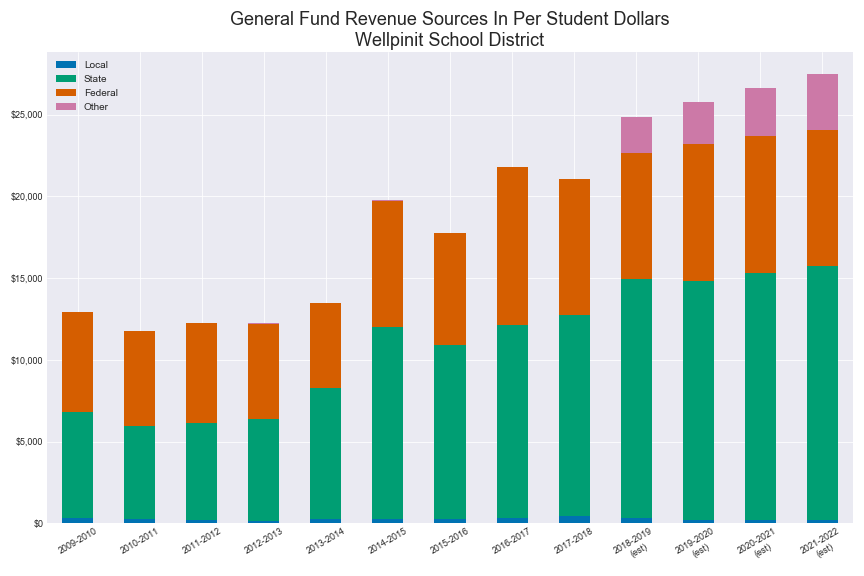 General Fund Revenue Sources In Per Student Dollars
Wellpinit School District
Local
State
Federal
Other
$25,000
$20,000
$15,000
$10,000
$5,000
$0
2009-2010
2010-2011
2011-2012
2012-2013
2013-2014
2014-2015
2015-2016
2016-2017
2017-2018
2018-2019
(est)
2019-2020
(est)
2020-2021
(est)
2021-2022
(est)